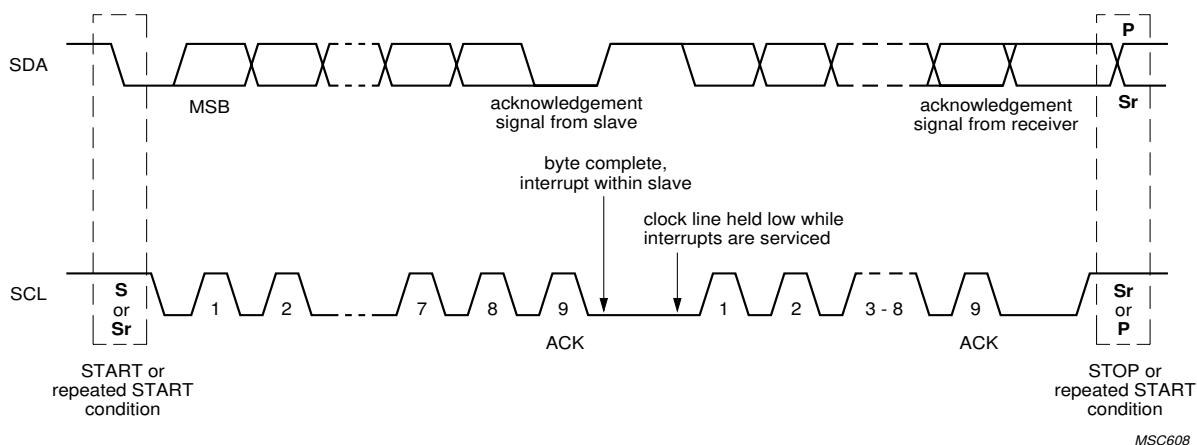 P
SDA
MSB
acknowledgement
signal from slave
acknowledgement
signal from receiver
Sr
byte complete,
interrupt within slave
clock line held low while
interrupts are serviced
SCL
S
or
Sr
1
2
7
8
9
1
2
3 - 8
9
Sr
or
P
ACK
ACK
START or
repeated START
condition
STOP or
repeated START
condition
MSC608